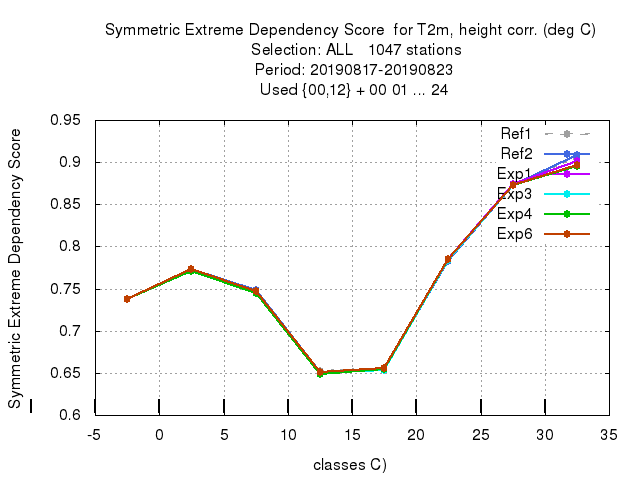 Symmetric Extreme Dependency Score for T2m, height corr. (deg C)
Selection: ALL 1047 stations
Period: 20190817-20190823
Used {00,12} + 00 01 ... 24
Symmetric Extreme Dependency Score
0.95
0.9
0.85
0.8
0.75
0.7
0.65
0.6
Ref1
Ref2
Exp1
Exp3
Exp4
Exp6
-5 0 5 10 15 20 25 30 35
classes C)